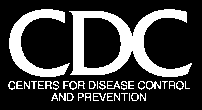 CDC
CENTERS FOR DISEASE CONTROL
AND PREVENTION